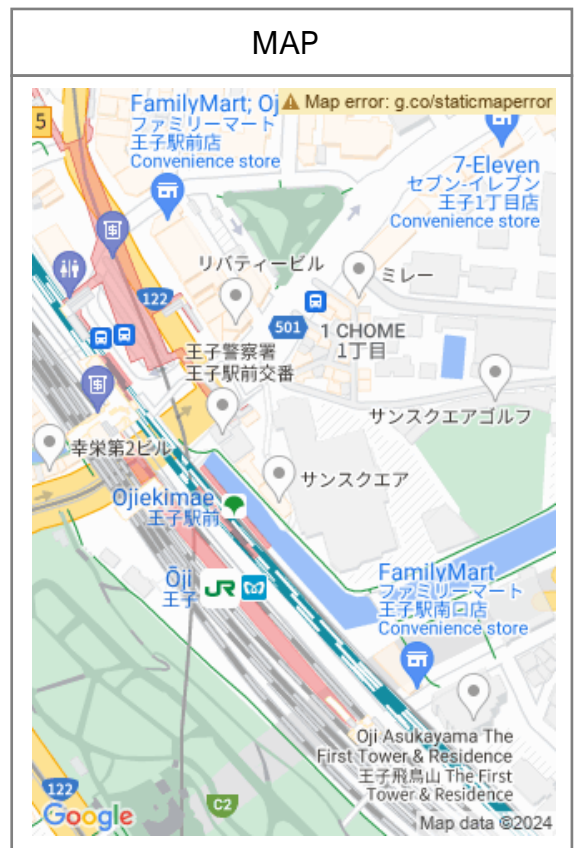 MAP
FamilyMart; Oj
ファミリーマート
王子駅前店
Convenience store
Map error: g.co/staticmaperror
5
7-Eleven
セブン-イレブン
王子1丁目店
Convenience store
リバティービル
ミレー
122
501
1 CHOME
1丁目
王子警察署
王子駅前交番
サンスクエアゴルフ
幸栄第2ビル
サンスクエア
Ojiekimae
王子駅前
Ōji
王子
JR
FamilyMart
ファミリーマート
王子駅南口店
Convenience store
Oji Asukayama The
First Tower & Residence
王子飛鳥山 The First
Tower & Residence
122
C2
Google
Map data ©2024